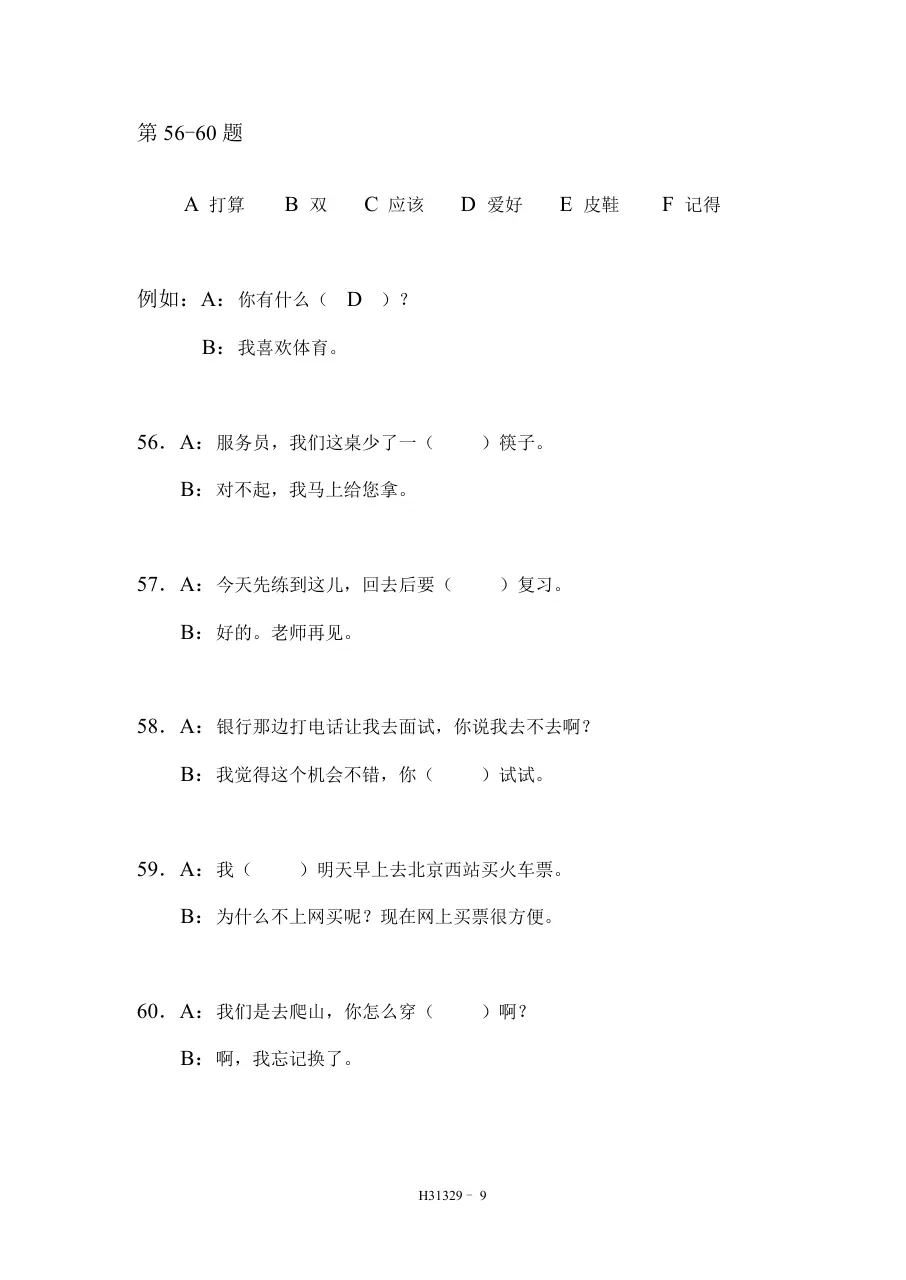 第 56-60 题
A 打算 B 双 C 应该 D 爱好 E 皮鞋 F 记得
例如：A：你有什么（ D ）？
B：我喜欢体育。
56．A：服务员，我们这桌少了一（ ）筷子。
B：对不起，我马上给您拿。
57．A：今天先练到这儿，回去后要（ ）复习。
B：好的。老师再见。
58．A：银行那边打电话让我去面试，你说我去不去啊？
B：我觉得这个机会不错，你（ ）试试。
59．A：我（ ）明天早上去北京西站买火车票。
B：为什么不上网买呢？现在网上买票很方便。
60．A：我们是去爬山，你怎么穿（ ）啊？
B：啊，我忘记换了。
H31329 - 9